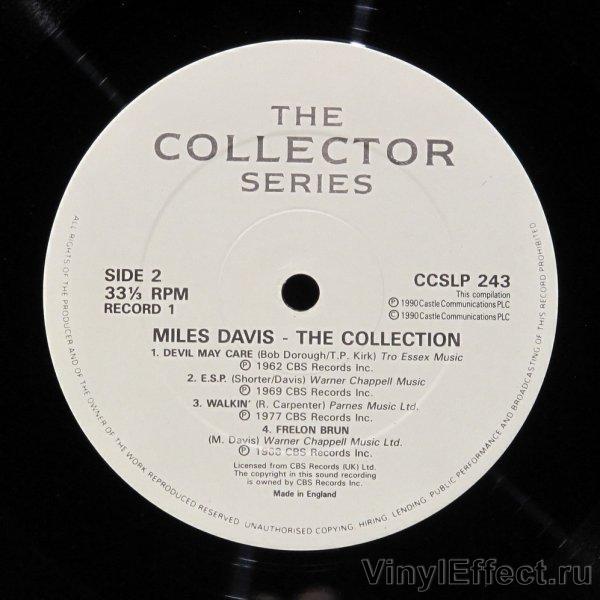 THE
COLLECTOR
SERIES
SIDE 2
33⅓ RPM
RECORD 1
CCSLP 243
This compilation
Ⓟ 1990 Castle Communications PLC
© 1990 Castle Communications PLC
MILES DAVIS - THE COLLECTION
1. DEVIL MAY CARE (Bob Dorough/T.P. Kirk) Tro Essex Music
Ⓟ 1962 CBS Records Inc.
2. E.S.P. (Shorter/Davis) Warner Chappell Music
Ⓟ 1969 CBS Records Inc.
3. WALKIN' (R. Carpenter) Parnes Music Ltd.
Ⓟ 1977 CBS Records Inc.
4. FRELON BRUN
(M. Davis) Warner Chappell Music Ltd.
Ⓟ CBS Records Inc.
Licensed from CBS Records (UK) Ltd.
The copyright in this sound recording
is owned by CBS Records Inc.
Made in England
ALL RIGHTS OF THE PRODUCER AND OF THE OWNER OF THE WORK REPRODUCED RESERVED. UNAUTHORISED COPYING, HIRING, LENDING, PUBLIC PERFORMANCE AND BROADCASTING OF THIS RECORD PROHIBITED
VinylEffect.ru